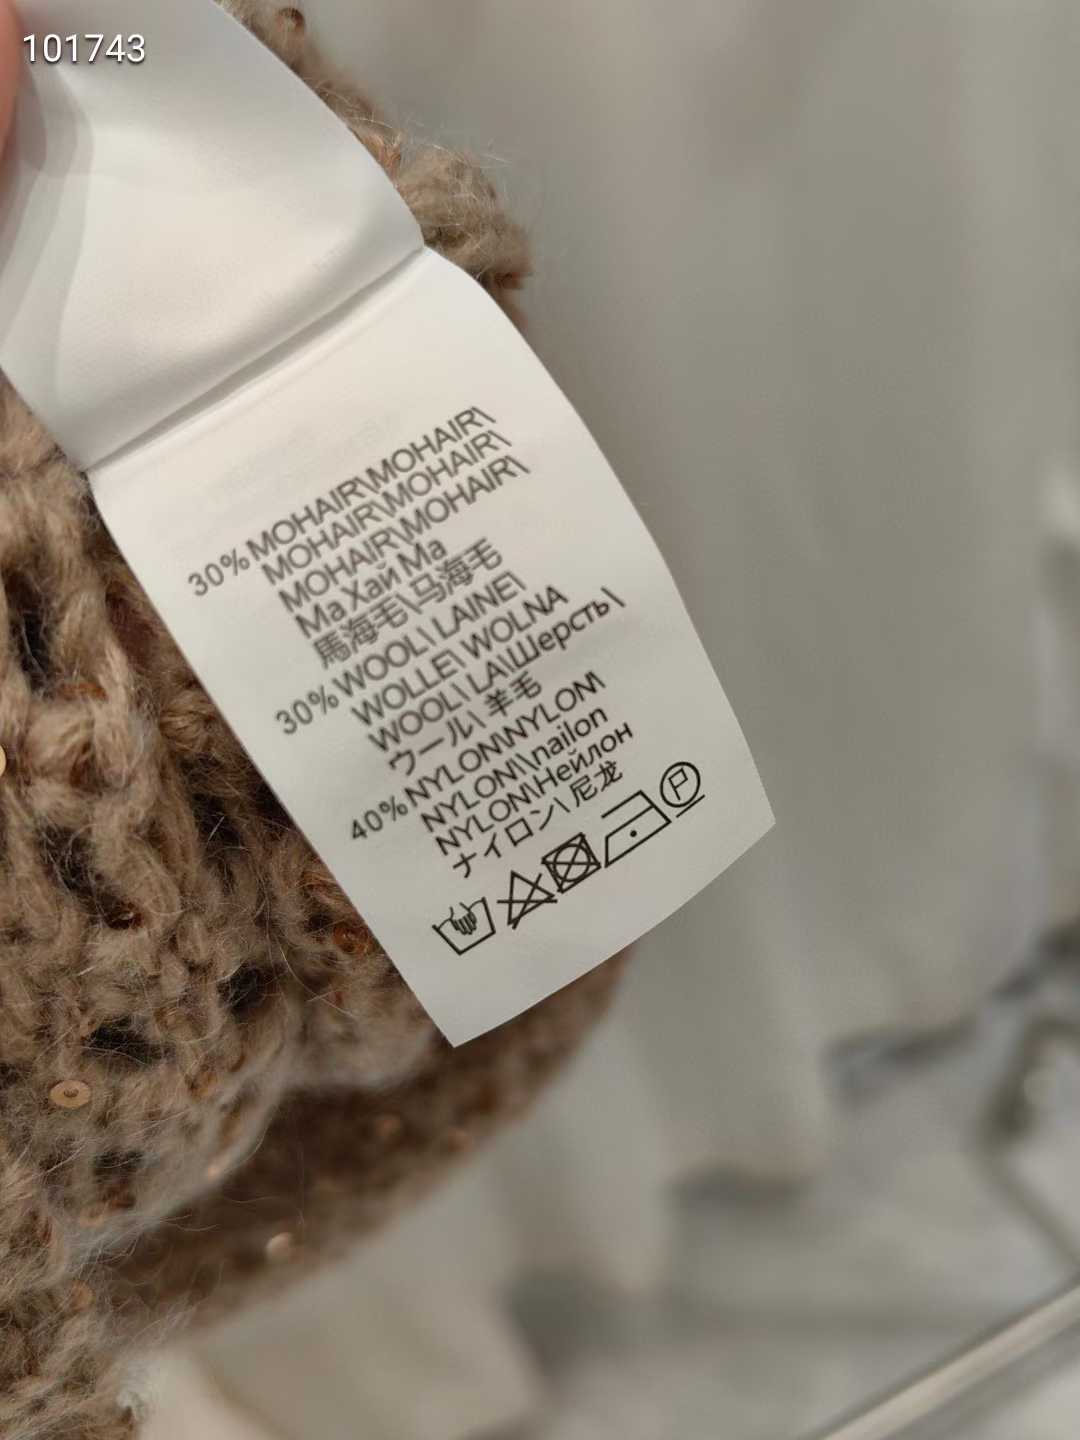 101743
30% MOHAIR\MOHAIR\
MOHAIR\MOHAIR\
MOHAIR\MOHAIR\
Ма Хай Ма
馬海毛\马海毛
30% WOOL\ LAINE\
WOLLE\ WOLNA
WOOL\ LA\Шерсть\
ウール\ 羊毛
40% NYLON\NYLON\
NYLON\\nailon
NYLON\Нейлон
ナイロン\ 尼龙
P